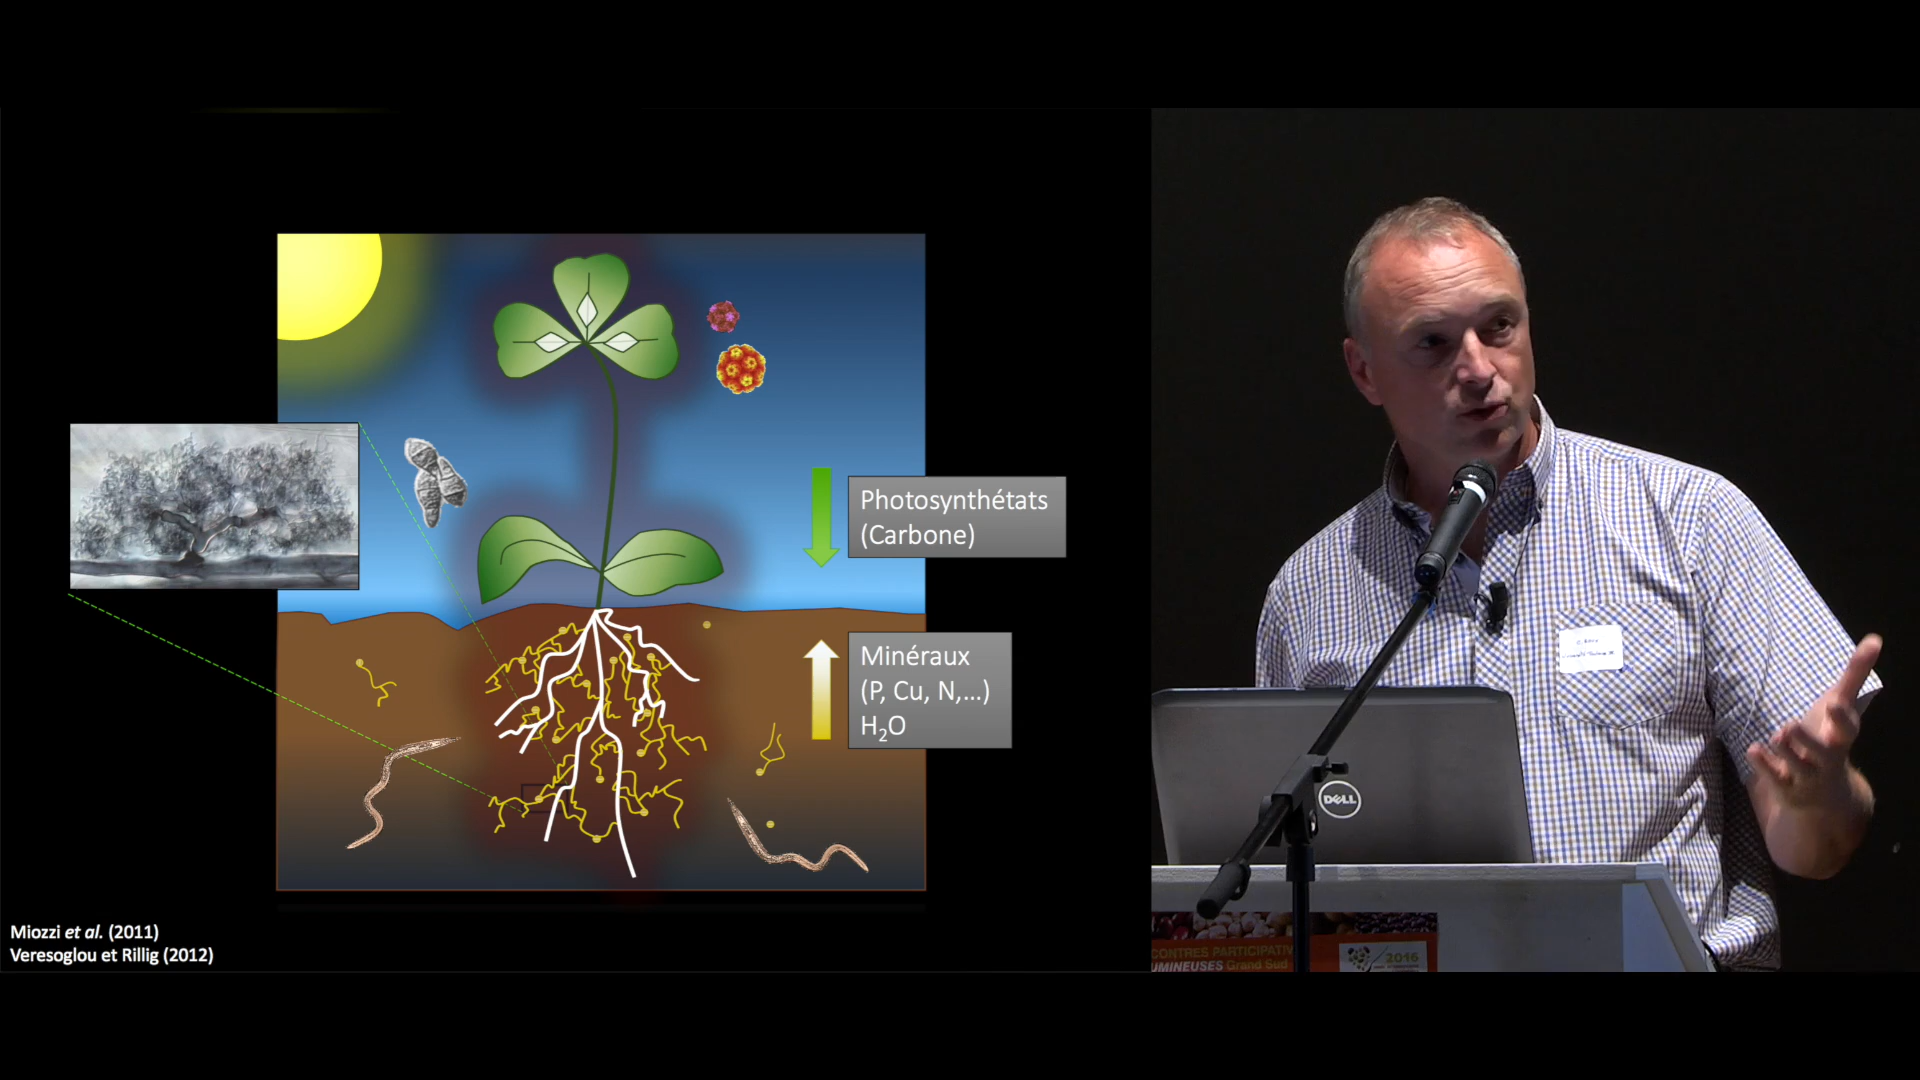 Photosynthétats
(Carbone)
Minéraux
(P, Cu, N,...)
H₂O
Miozzi et al. (2011)
Veresoglou et Rillig (2012)
DELL
CONTRES PARTICIPATIV
UMINEUSES Grand Sud-
2016